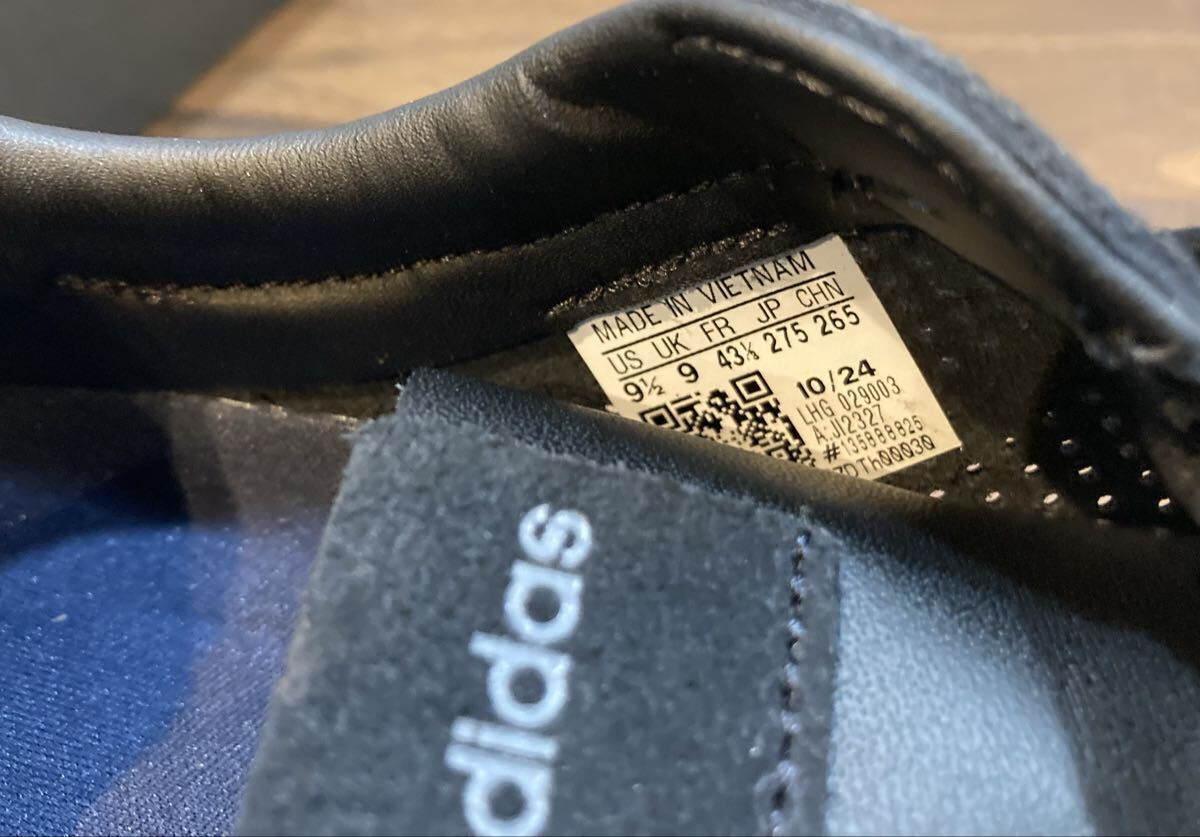 MADE IN VIETNAM
US UK FR JP CHN
9½ 9 43⅓ 275 265
10/24
LHG 029003
A:JI2327
#135888825
adidas